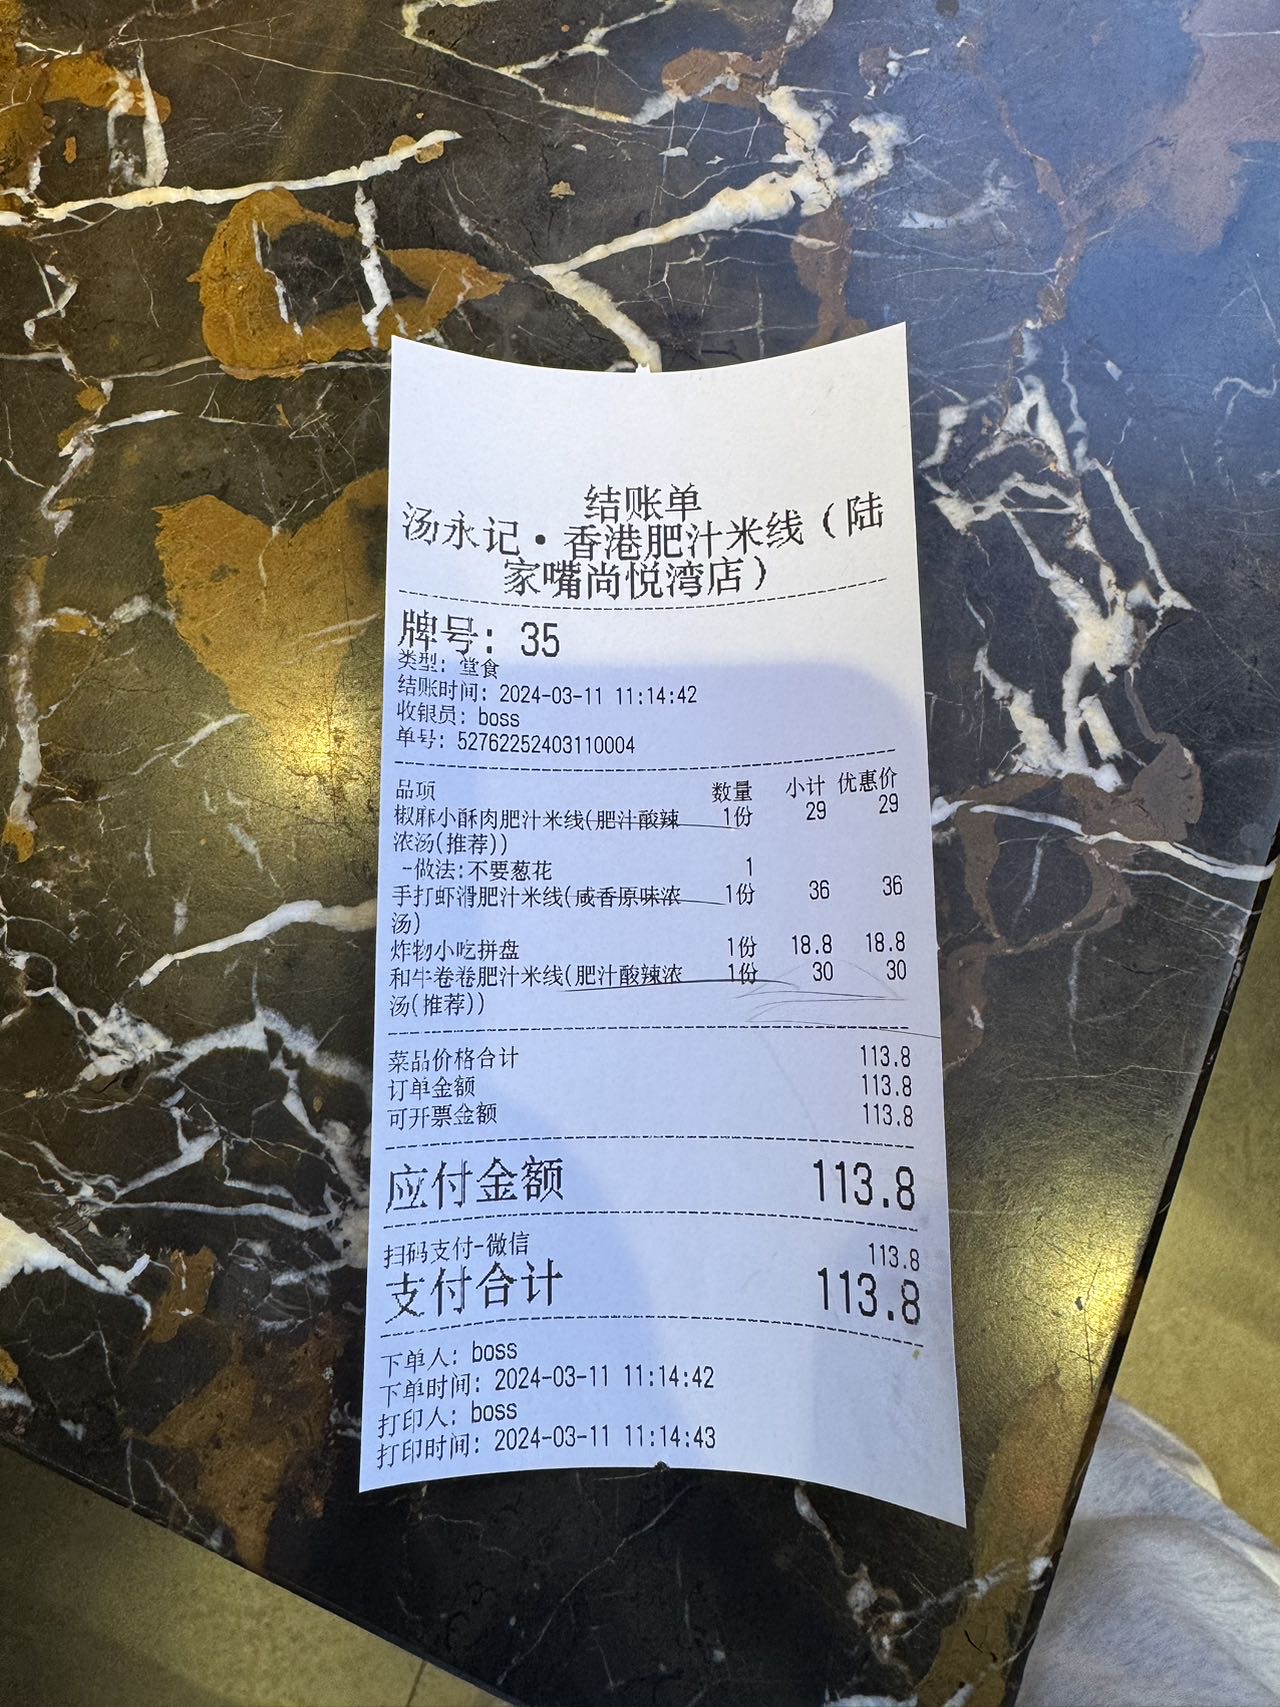 结账单
汤永记·香港肥汁米线（陆
家嘴尚悦湾店）
牌号: 35
类型: 堂食
结账时间: 2024-03-11 11:14:42
收银员: boss
单号: 52762252403110004
品项 数量 小计 优惠价
椒麻小酥肉肥汁米线(肥汁酸辣 1份 29 29
浓汤(推荐))
-做法:不要葱花 1
手打虾滑肥汁米线(咸香原味浓 1份 36 36
汤)
炸物小吃拼盘 1份 18.8 18.8
和牛卷卷肥汁米线(肥汁酸辣浓 1份 30 30
汤(推荐))
菜品价格合计 113.8
订单金额 113.8
可开票金额 113.8
应付金额 113.8
扫码支付-微信 113.8
支付合计 113.8
下单人: boss
下单时间: 2024-03-11 11:14:42
打印人: boss
打印时间: 2024-03-11 11:14:43